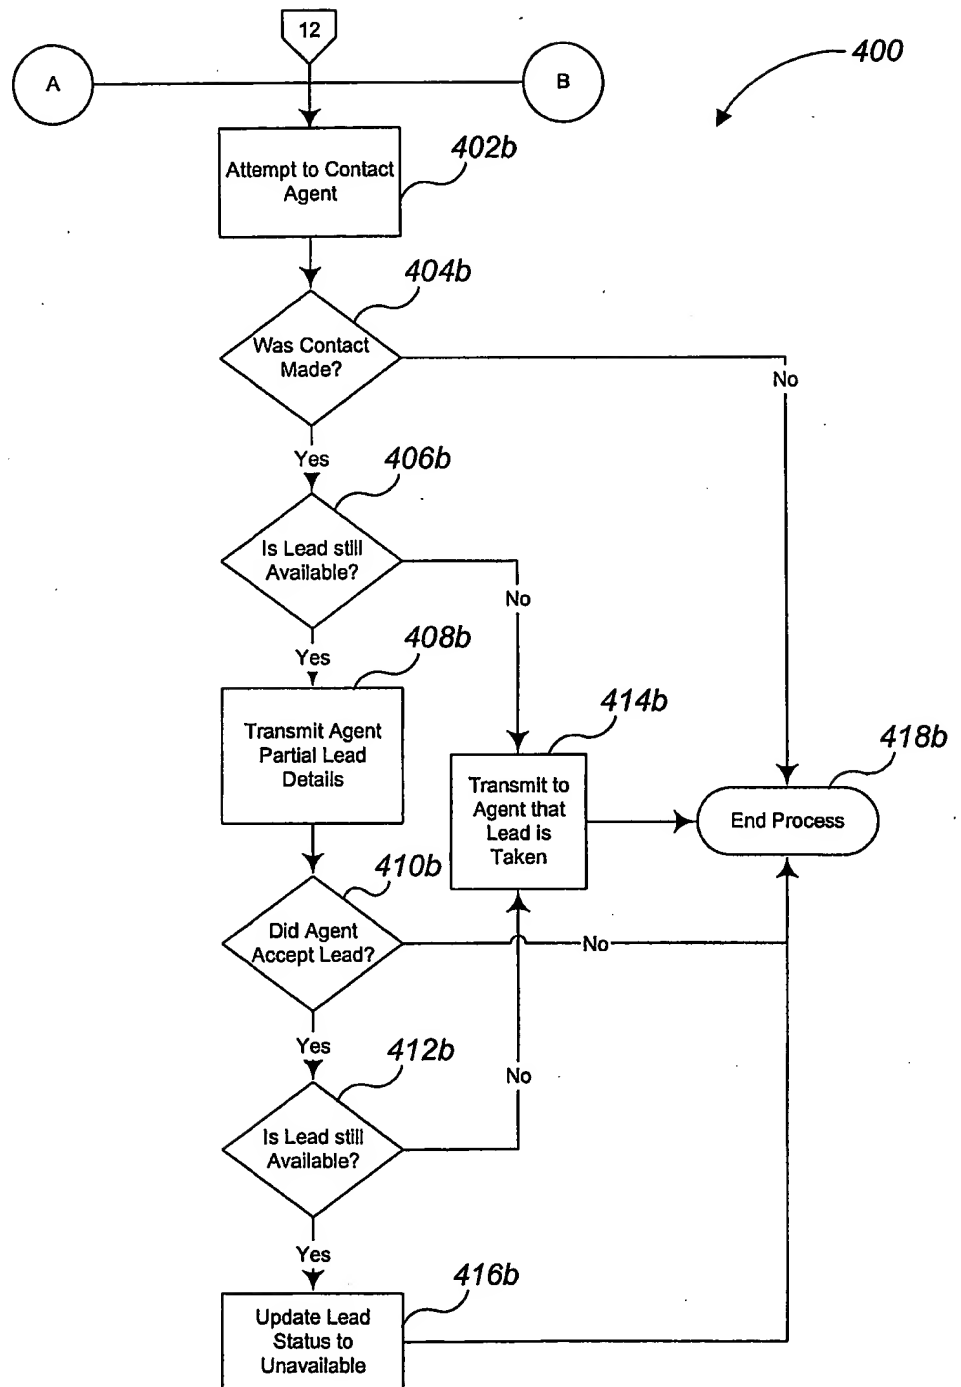 12
A
B
400
Attempt to Contact
Agent
402b
404b
Was Contact
Made?
No
Yes
406b
Is Lead still
Available?
No
Yes
408b
Transmit Agent
Partial Lead
Details
414b
Transmit to
Agent that
Lead is
Taken
418b
End Process
410b
Did Agent
Accept Lead?
No
Yes
412b
No
Is Lead still
Available?
Yes
416b
Update Lead
Status to
Unavailable